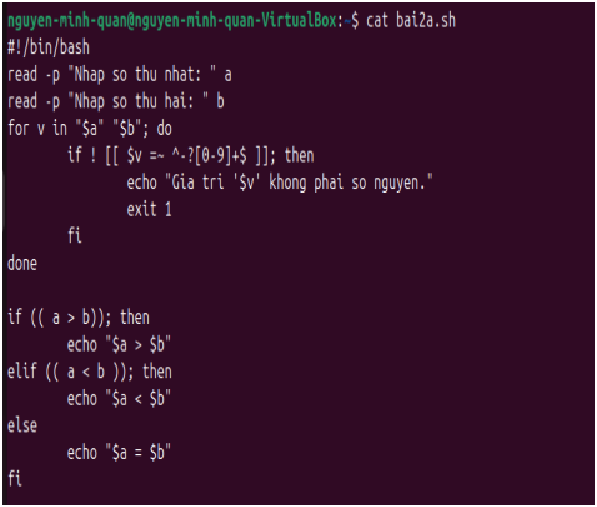 nguyen-minh-quan@nguyen-minh-quan-VirtualBox:~$ cat bai2a.sh
#!/bin/bash
read -p "Nhap so thu nhat: " a
read -p "Nhap so thu hai: " b
for v in "$a" "$b"; do
        if ! [[ $v =~ ^-?[0-9]+$ ]]; then
                echo "Gia tri '$v' khong phai so nguyen."
                exit 1
        fi
done

if (( a > b)); then
        echo "$a > $b"
elif (( a < b )); then
        echo "$a < $b"
else
        echo "$a = $b"
fi